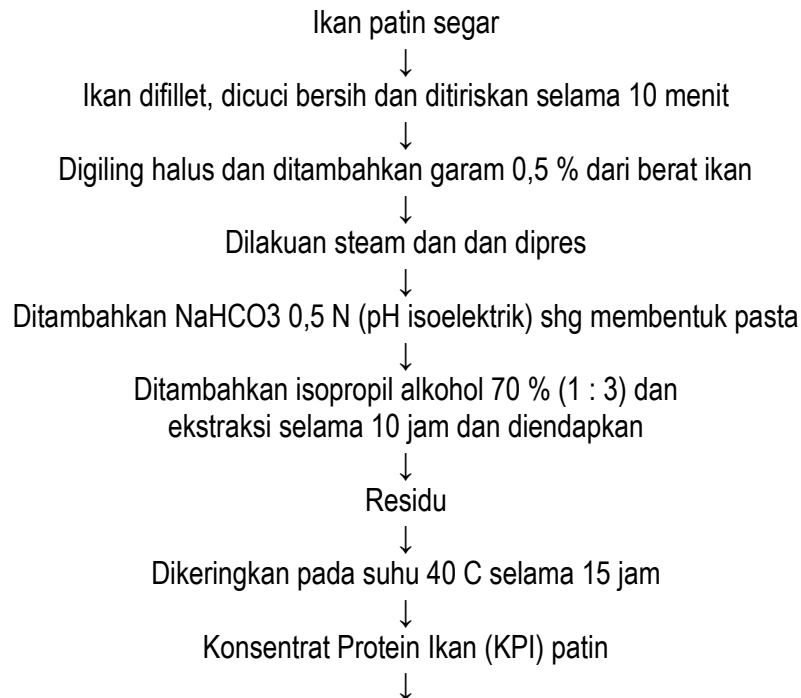 Ikan patin segar
↓
Ikan difillet, dicuci bersih dan ditiriskan selama 10 menit
↓
Digiling halus dan ditambahkan garam 0,5 % dari berat ikan
↓
Dilakuan steam dan dan dipres
↓
Ditambahkan NaHCO3 0,5 N (pH isoelektrik) shg membentuk pasta
↓
Ditambahkan isopropil alkohol 70 % (1 : 3) dan
ekstraksi selama 10 jam dan diendapkan
↓
Residu
↓
Dikeringkan pada suhu 40 C selama 15 jam
↓
Konsentrat Protein Ikan (KPI) patin
↓